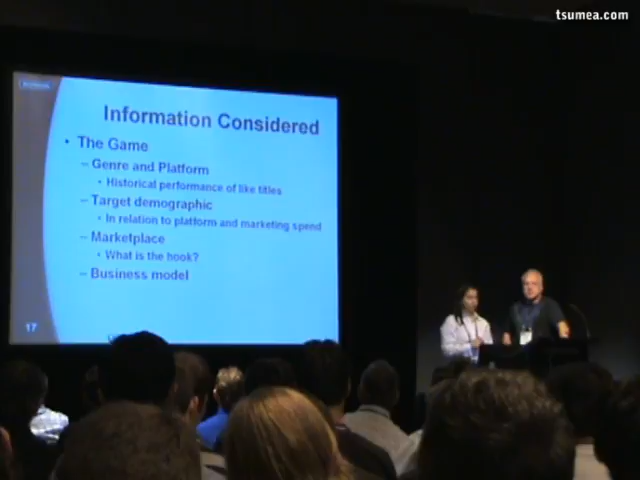 tsumea.com
Information Considered
• The Game
– Genre and Platform
• Historical performance of like titles
– Target demographic
• In relation to platform and marketing spend
– Marketplace
• What is the hook?
– Business model
17